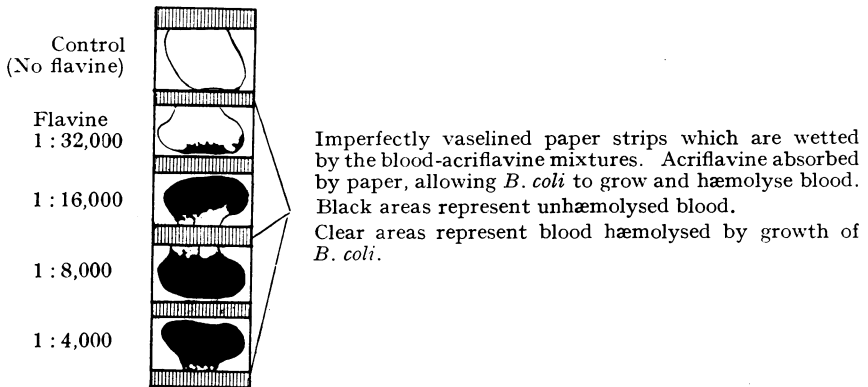 Control
(No flavine)
Flavine
1 : 32,000
1 : 16,000
1 : 8,000
1 : 4,000
Imperfectly vaselined paper strips which are wetted
by the blood-acriflavine mixtures. Acriflavine absorbed
by paper, allowing B. coli to grow and hæmolyse blood.
Black areas represent unhæmolysed blood.
Clear areas represent blood hæmolysed by growth of
B. coli.